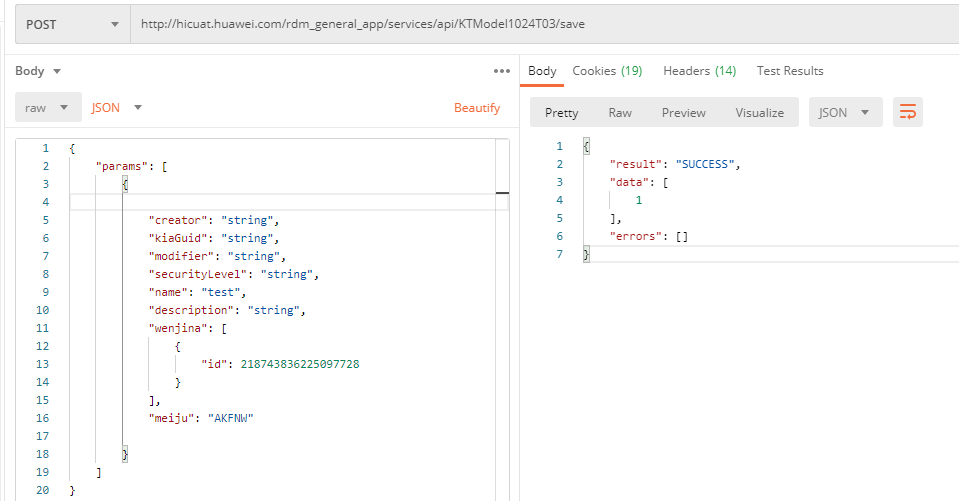 POST http://hicuat.huawei.com/rdm_general_app/services/api/KTModel1024T03/save
Body
raw JSON Beautify
1 {
2 "params": [
3 {
4
5 "creator": "string",
6 "kiaGuid": "string",
7 "modifier": "string",
8 "securityLevel": "string",
9 "name": "test",
10 "description": "string",
11 "wenjina": [
12 {
13 "id": 218743836225097728
14 }
15 ],
16 "meiju": "AKFNW"
17
18 }
19 ]
20 }
Body Cookies (19) Headers (14) Test Results
Pretty Raw Preview Visualize JSON
1 {
2 "result": "SUCCESS",
3 "data": [
4 1
5 ],
6 "errors": []
7 }